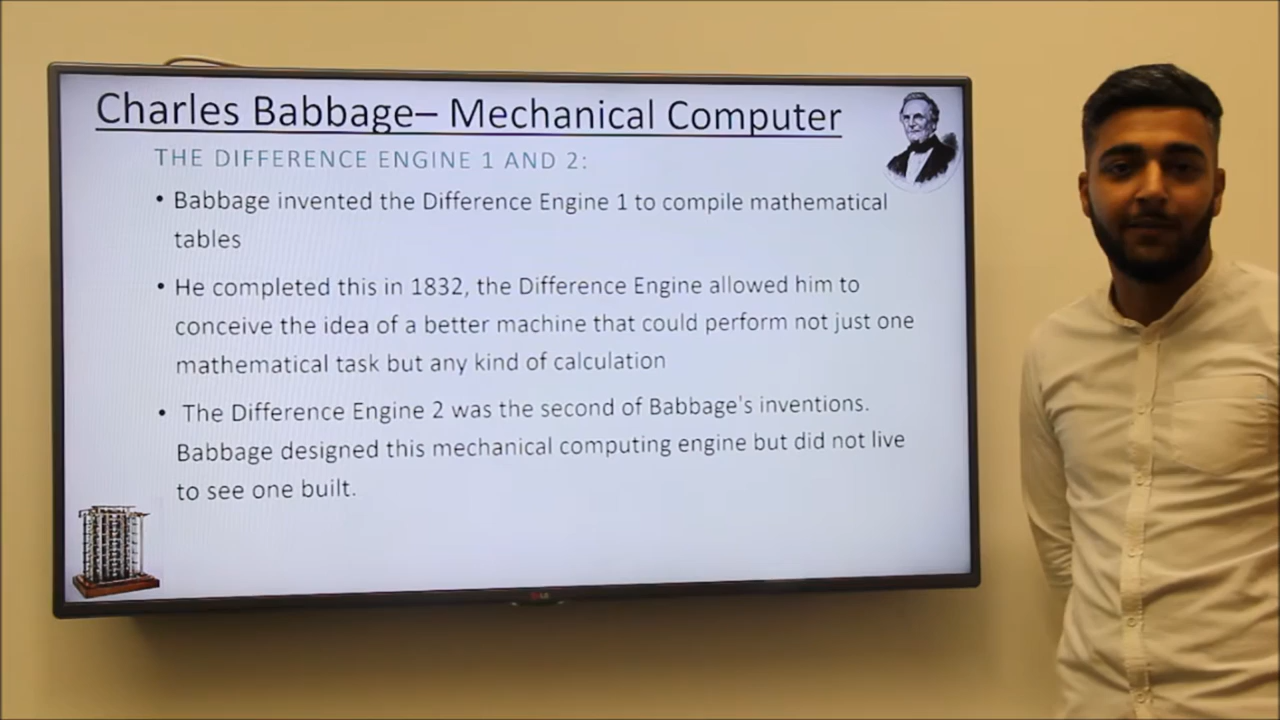 Charles Babbage– Mechanical Computer
THE DIFFERENCE ENGINE 1 AND 2:
• Babbage invented the Difference Engine 1 to compile mathematical
tables
• He completed this in 1832, the Difference Engine allowed him to
conceive the idea of a better machine that could perform not just one
mathematical task but any kind of calculation
• The Difference Engine 2 was the second of Babbage's inventions.
Babbage designed this mechanical computing engine but did not live
to see one built.
LG